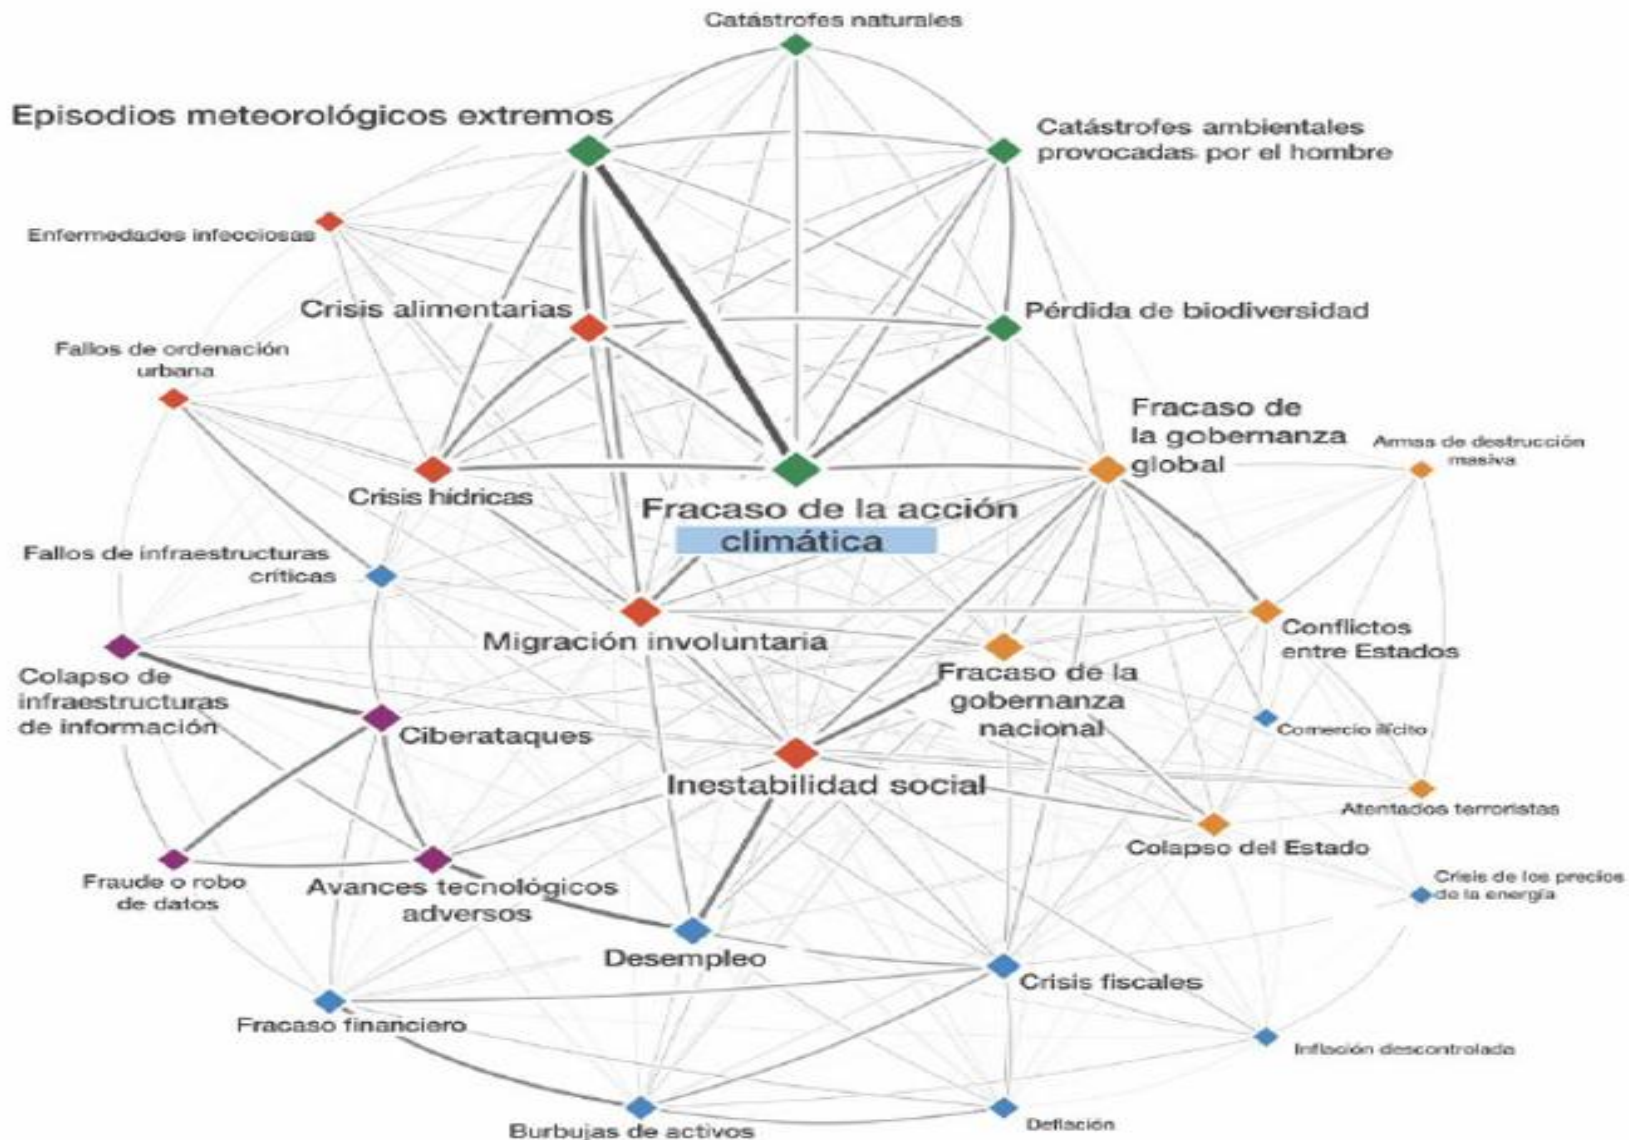 Catástrofes naturales
Episodios meteorológicos extremos
Catástrofes ambientales
provocadas por el hombre
Enfermedades infecciosas
Crisis alimentarias
Pérdida de biodiversidad
Fallos de ordenación
urbana
Fracaso de
la gobernanza
global
Armas de destrucción
masiva
Crisis hídricas
Fracaso de la acción
climática
Fallos de infraestructuras
críticas
Migración involuntaria
Conflictos
entre Estados
Colapso de
infraestructuras
de información
Fracaso de la
gobernanza
nacional
Ciberataques
Comercio ilícito
Inestabilidad social
Atentados terroristas
Colapso del Estado
Fraude o robo
de datos
Avances tecnológicos
adversos
Crisis de los precios
de la energía
Desempleo
Crisis fiscales
Fracaso financiero
Inflación descontrolada
Burbujas de activos
Deflación